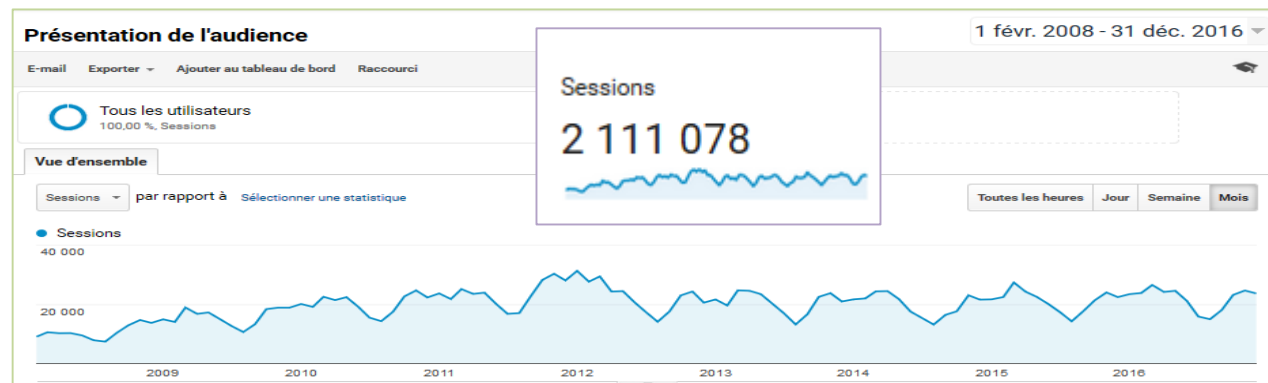 Présentation de l'audience
1 févr. 2008 - 31 déc. 2016
E-mail Exporter Ajouter au tableau de bord Raccourci
Tous les utilisateurs
100,00 %, Sessions
Sessions
2 111 078
Vue d'ensemble
Sessions par rapport à Sélectionner une statistique
Toutes les heures Jour Semaine Mois
Sessions
40 000
20 000
2009 2010 2011 2012 2013 2014 2015 2016